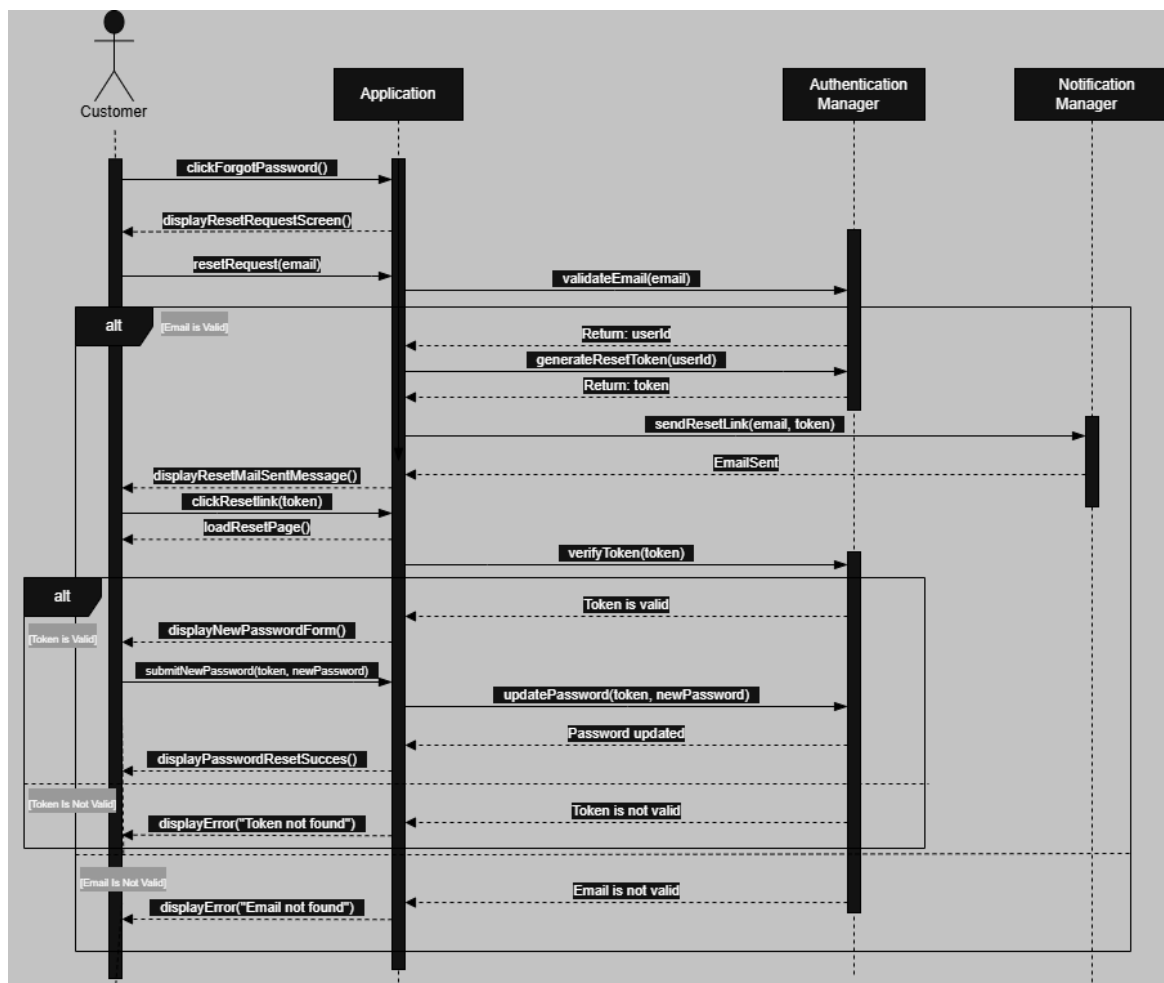 Customer
Application
Authentication
Manager
Notification
Manager
clickForgotPassword()
displayResetRequestScreen()
resetRequest(email)
validateEmail(email)
alt
[Email is Valid]
Return: userId
generateResetToken(userId)
Return: token
sendResetLink(email, token)
EmailSent
displayResetMailSentMessage()
clickResetlink(token)
loadResetPage()
verifyToken(token)
alt
Token is valid
[Token is Valid]
displayNewPasswordForm()
submitNewPassword(token, newPassword)
updatePassword(token, newPassword)
Password updated
displayPasswordResetSucces()
[Token Is Not Valid]
Token is not valid
displayError("Token not found")
[Email Is Not Valid]
Email is not valid
displayError("Email not found")